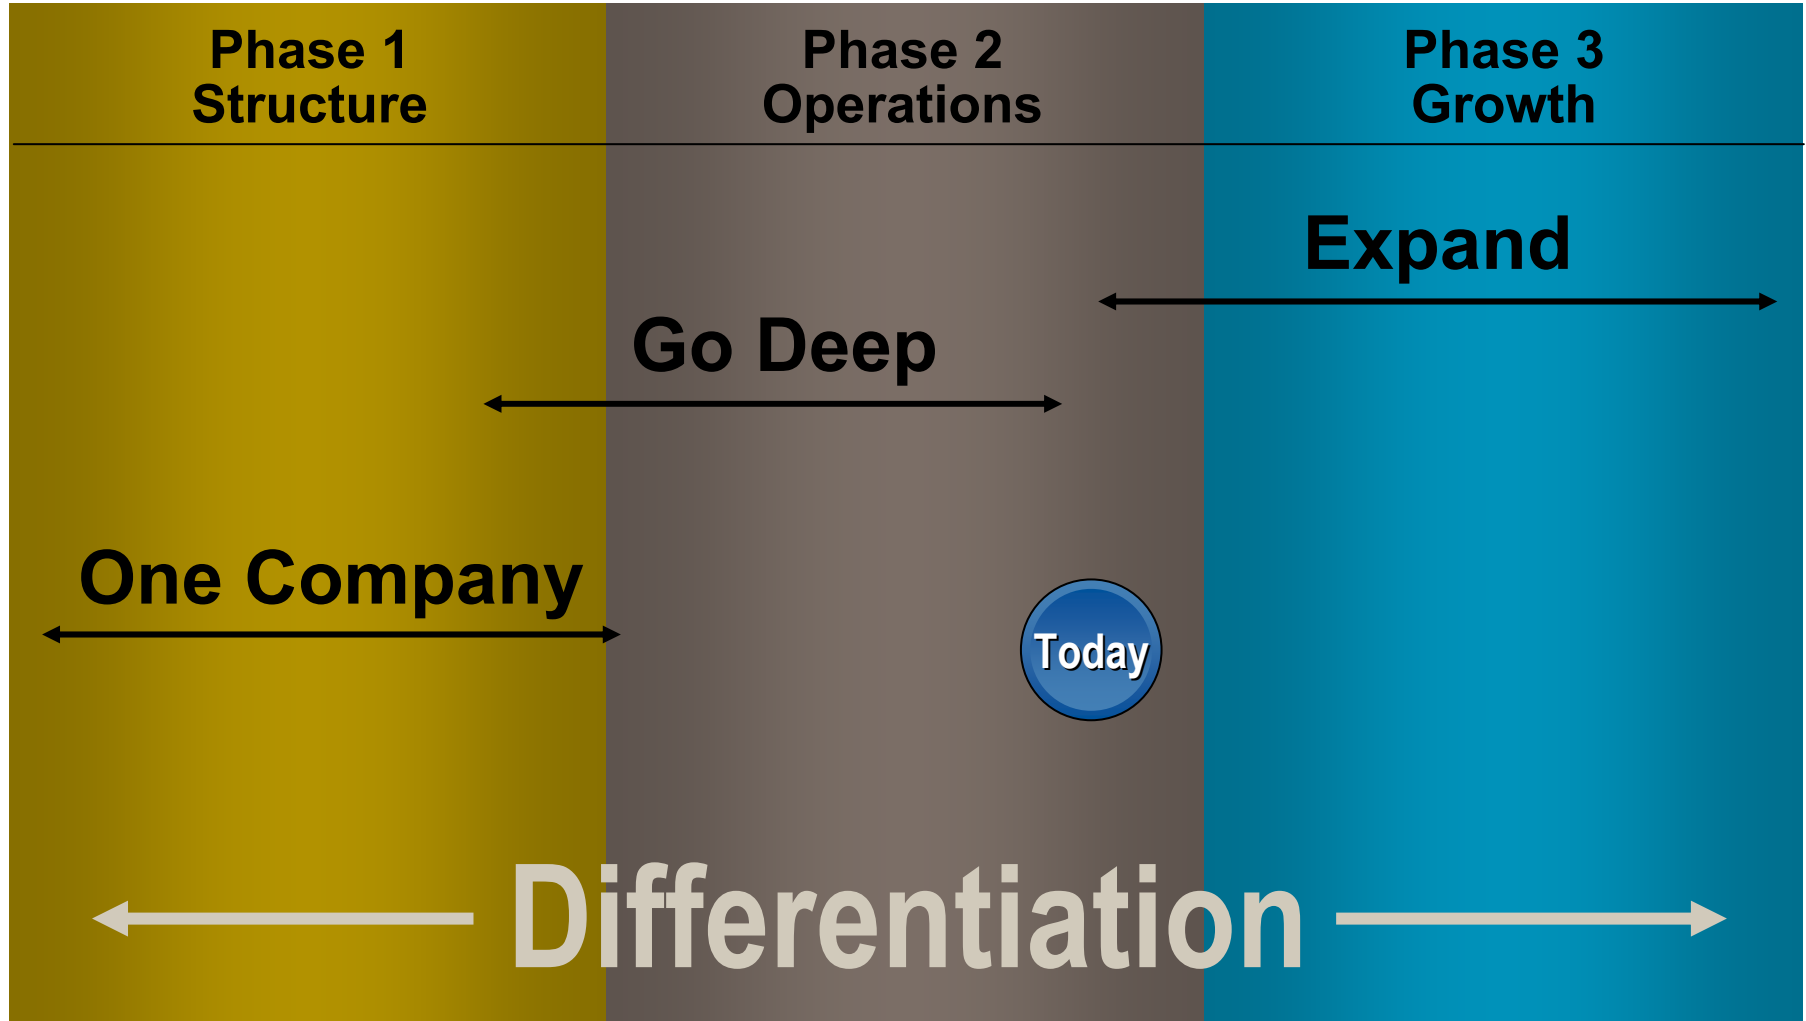 Phase 1
Structure
Phase 2
Operations
Phase 3
Growth
Expand
Go Deep
One Company
Today
Differentiation